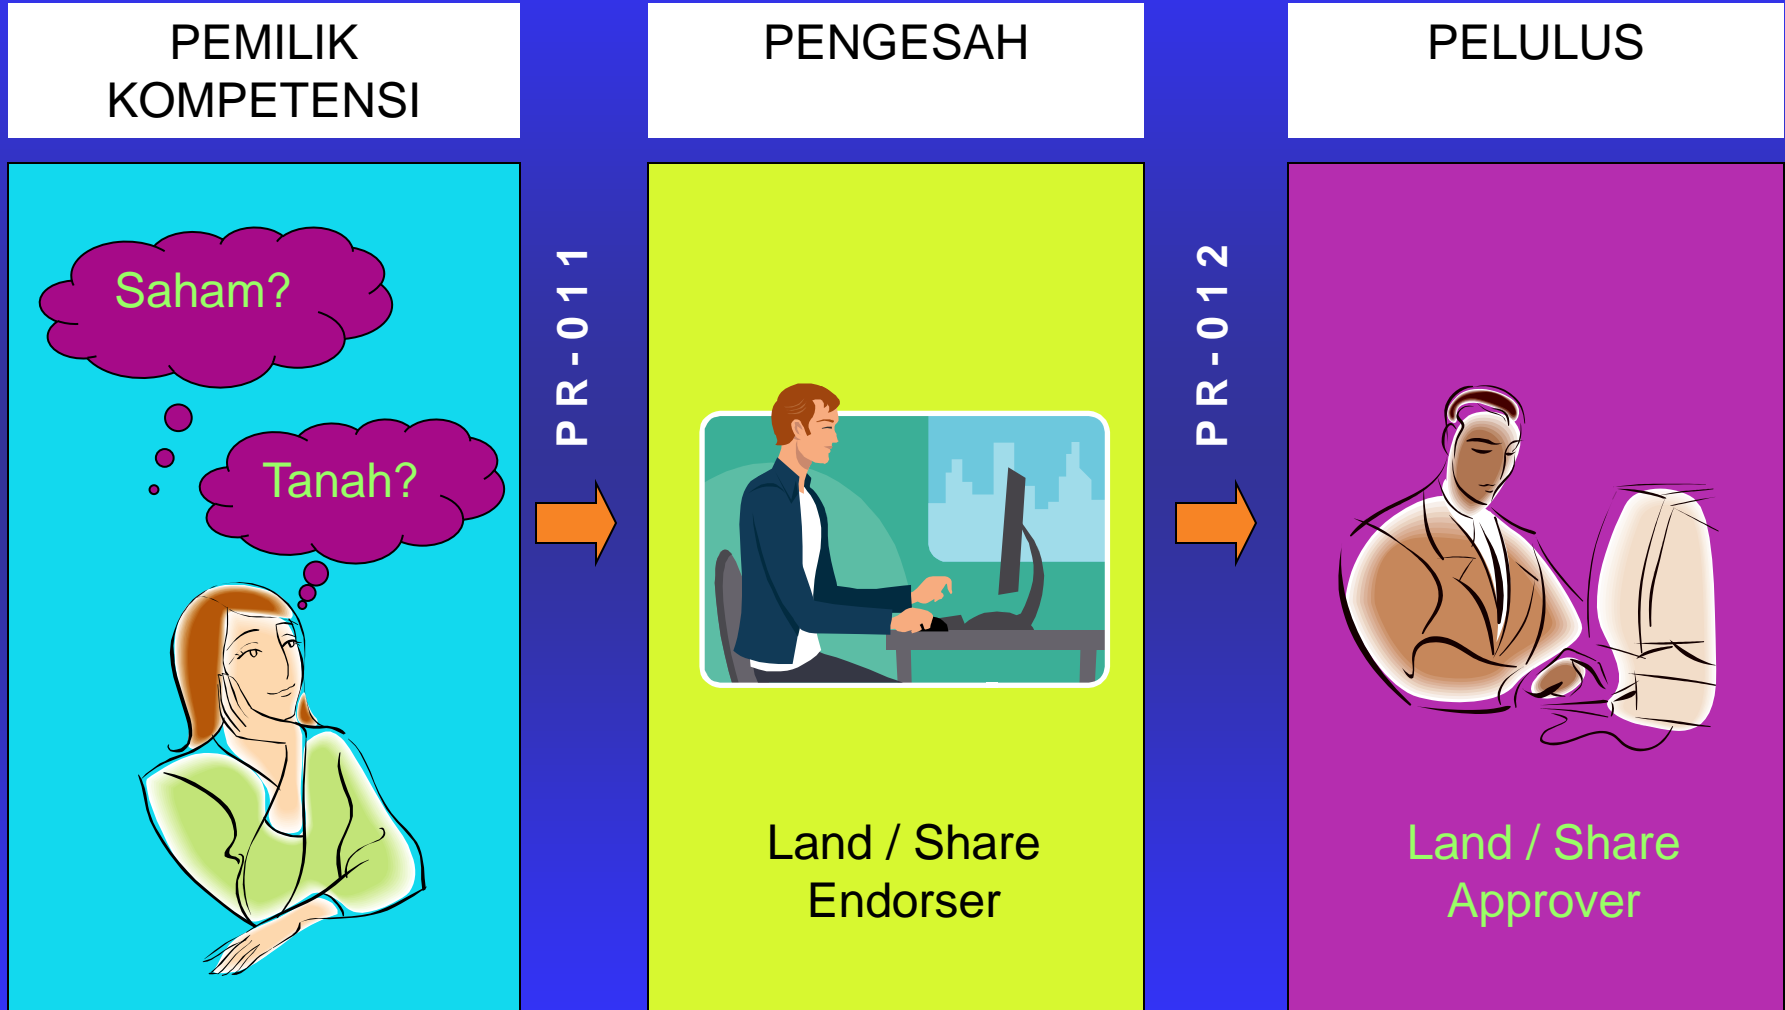 PEMILIK
KOMPETENSI
PENGESAH
PELULUS
Saham?
Tanah?
PR-011
Land / Share
Endorser
PR-012
Land / Share
Approver